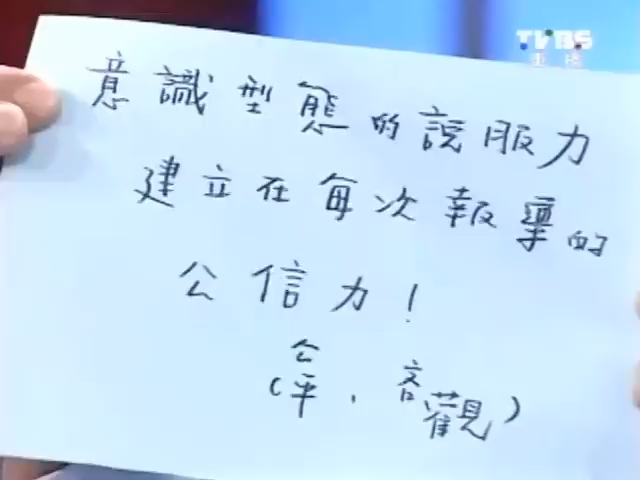 TVBS
意識型態的說服力
建立在每次報導的
公信力！
（公平、客觀）